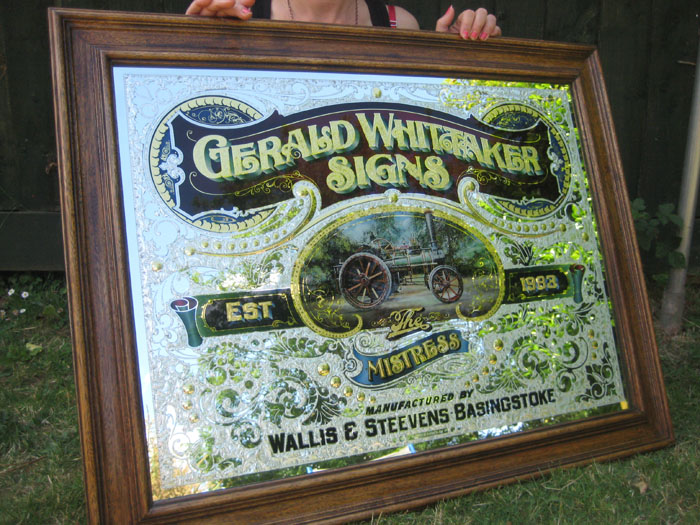 GERALD WHITTAKER
SIGNS
EST 1993
The
MISTRESS
MANUFACTURED BY
WALLIS & STEEVENS BASINGSTOKE